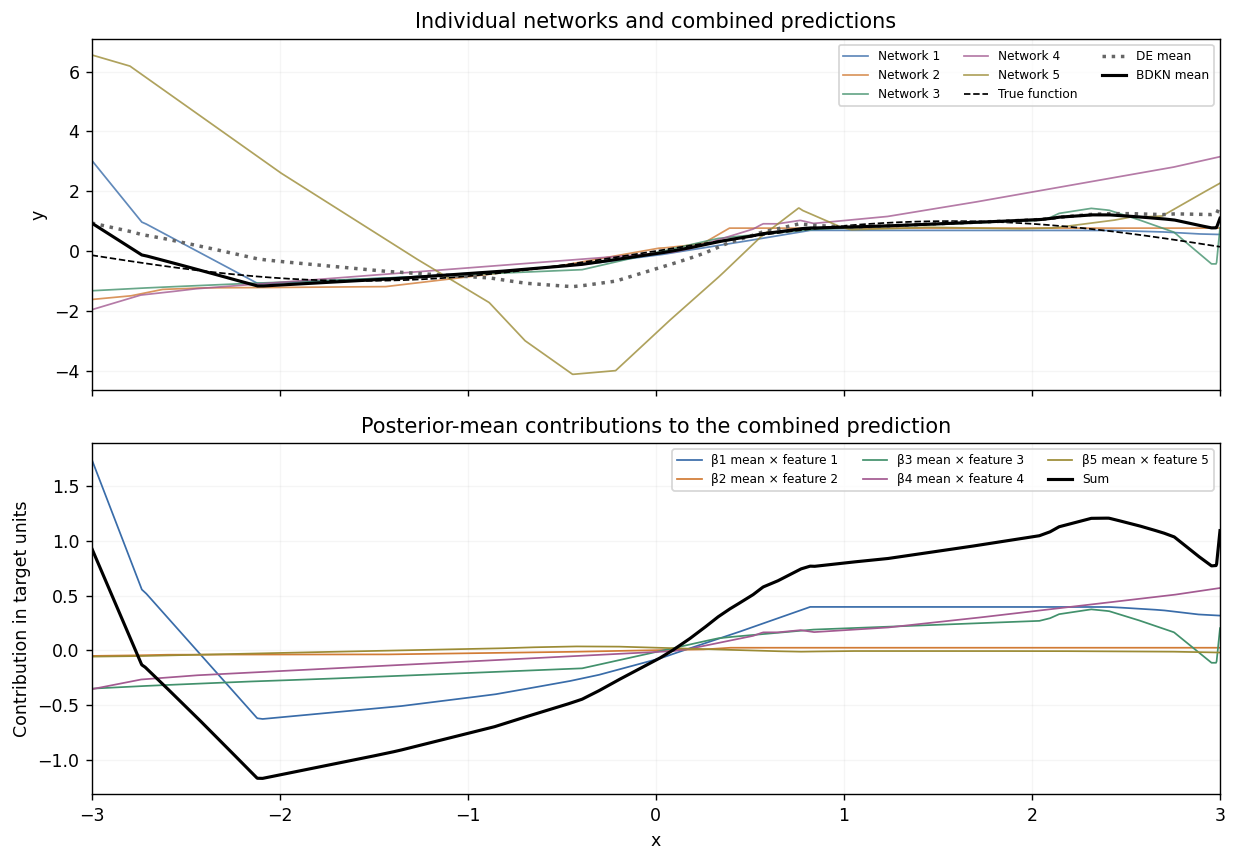 Individual networks and combined predictions
Network 1
Network 2
Network 3
Network 4
Network 5
True function
DE mean
BDKN mean
y
6
4
2
0
−2
−4
Posterior-mean contributions to the combined prediction
β1 mean × feature 1
β2 mean × feature 2
β3 mean × feature 3
β4 mean × feature 4
β5 mean × feature 5
Sum
Contribution in target units
1.5
1.0
0.5
0.0
−0.5
−1.0
−3
−2
−1
0
1
2
3
x